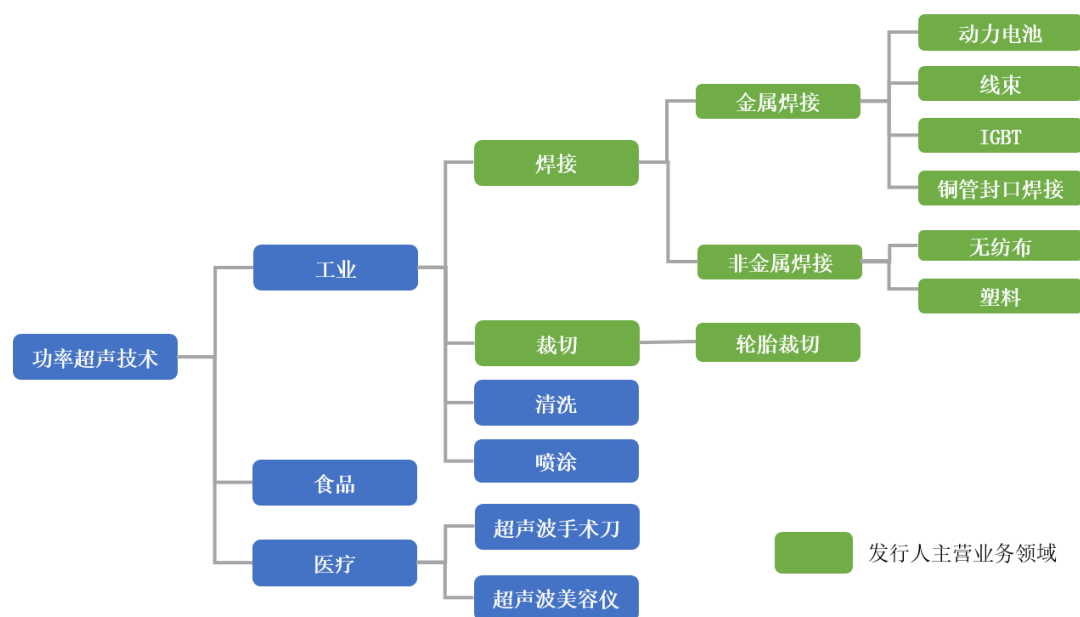 功率超声技术
工业
食品
医疗
焊接
裁切
清洗
喷涂
超声波手术刀
超声波美容仪
金属焊接
非金属焊接
轮胎裁切
动力电池
线束
IGBT
铜管封口焊接
无纺布
塑料
发行人主营业务领域